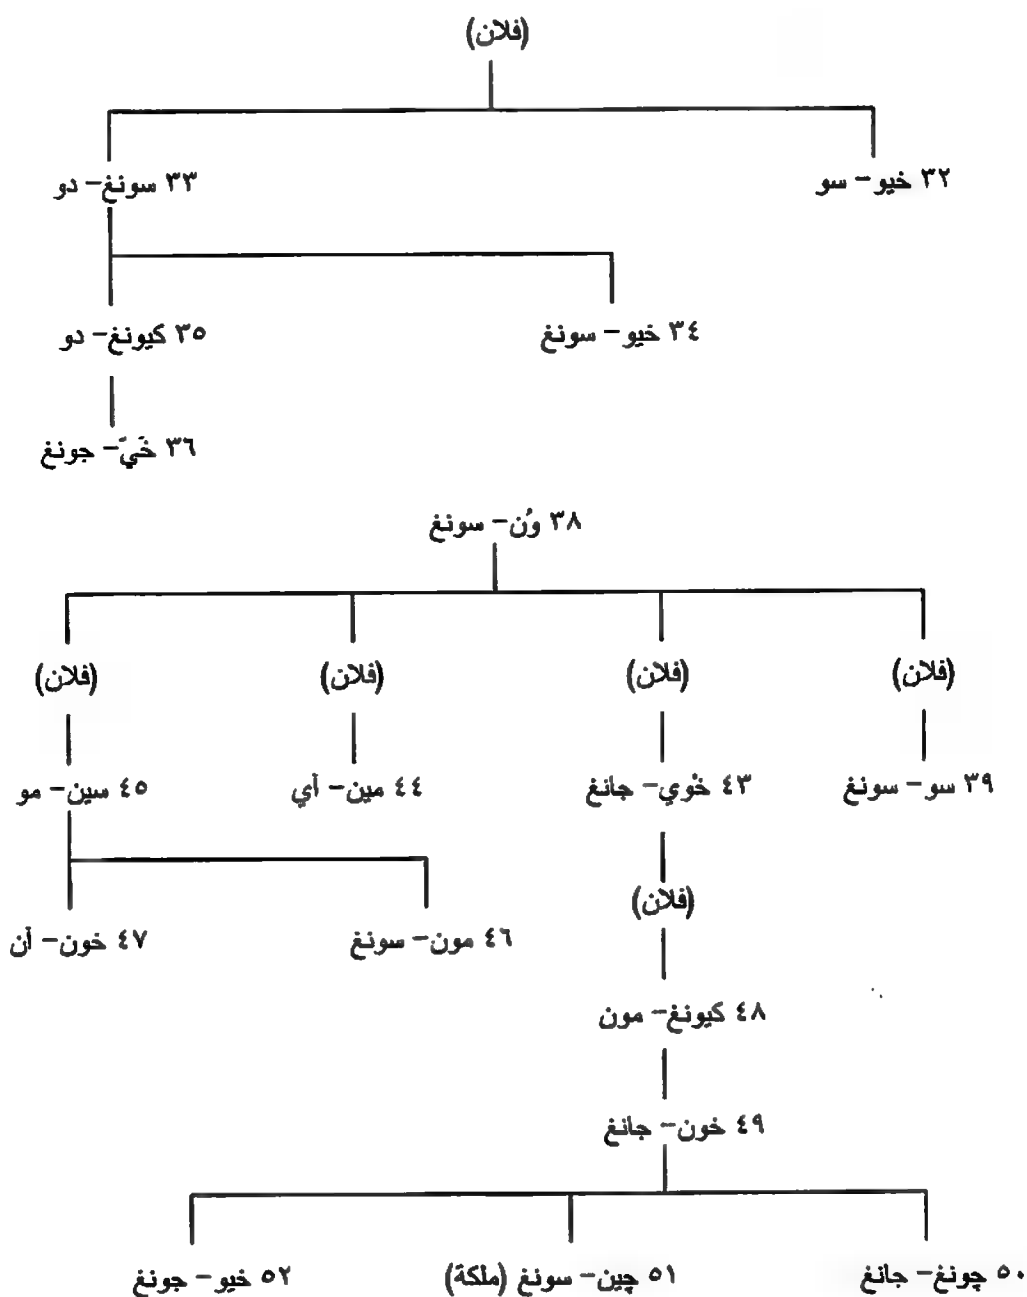 (فلان)
٣٢ خيو- سو
٣٣ سونغ- دو
٣٤ خيو- سونغ
٣٥ كيونغ- دو
٣٦ خَيّ- جونغ
٣٨ وُن- سونغ
(فلان)
(فلان)
(فلان)
(فلان)
٣٩ سو- سونغ
٤٣ خْوي- جانغ
٤٤ مين- أي
٤٥ سين- مو
(فلان)
٤٦ مون- سونغ
٤٧ خون- آن
٤٨ كيونغ- مون
٤٩ خون- جانغ
٥٠ چونغ- جانغ
٥١ چين- سونغ (ملكة)
٥٢ خيو- جونغ